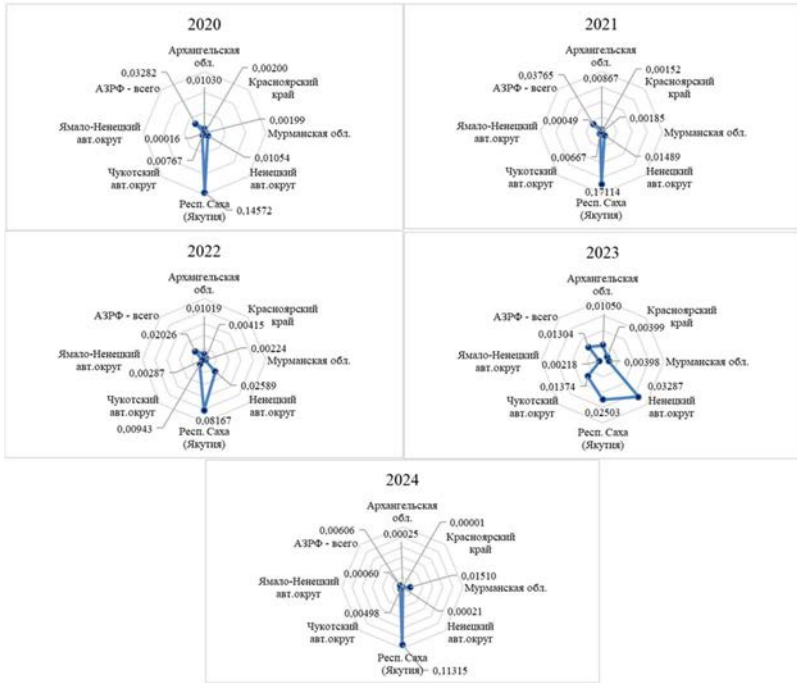 2020
Архангельская
обл.
0,01030
0,00200
Красноярский
край
0,00199
Мурманская обл.
0,01054
Ненецкий
авт.округ
Респ. Саха
(Якутия)
0,14572
0,00767
Чукотский
авт.округ
0,00016
Ямало-Ненецкий
авт.округ
0,03282
АЗРФ - всего
2021
Архангельская
обл.
0,00867
0,00152
Красноярский
край
0,00185
Мурманская обл.
0,01489
Ненецкий
авт.округ
0,17114
Респ. Саха
(Якутия)
0,00667
Чукотский
авт.округ
0,00049
Ямало-Ненецкий
авт.округ
0,03765
АЗРФ - всего
2022
Архангельская
обл.
0,01019
Красноярский
край
0,00415
0,00224
Мурманская обл.
0,02589
Ненецкий
авт.округ
0,08167
Респ. Саха
(Якутия)
Чукотский
авт.округ
0,00943
Ямало-Ненецкий
авт.округ
0,00287
АЗРФ - всего
0,02026
2023
Архангельская
обл.
0,01050
Красноярский
край
0,00399
0,00398
Мурманская обл.
0,03287
Ненецкий
авт.округ
0,02503
Респ. Саха
(Якутия)
0,01374
Чукотский
авт.округ
Ямало-Ненецкий
авт.округ
0,00218
АЗРФ - всего
0,01304
2024
Архангельская
обл.
0,00025
0,00001
Красноярский
край
0,01510
Мурманская обл.
0,00021
Ненецкий
авт.округ
Респ. Саха
(Якутия)
0,11315
0,00498
Чукотский
авт.округ
0,00060
Ямало-Ненецкий
авт.округ
0,00606
АЗРФ - всего